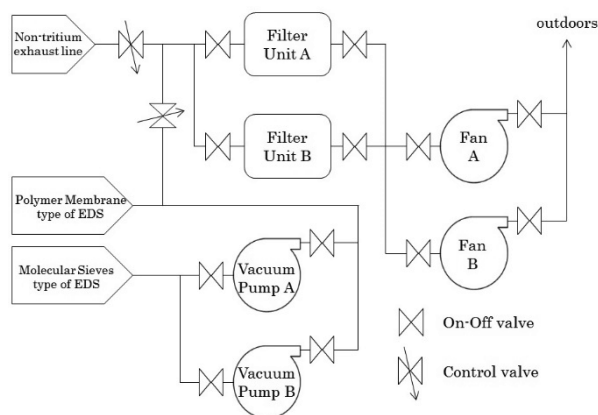 Non-tritium
exhaust line
Filter
Unit A
outdoors
Filter
Unit B
Fan
A
Polymer Membrane
type of EDS
Molecular Sieves
type of EDS
Vacuum
Pump A
Fan
B
On-Off valve
Vacuum
Pump B
Control valve